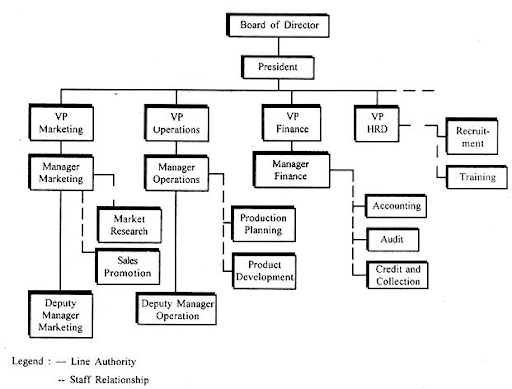 Board of Director
President
VP
Marketing
VP
Operations
VP
Finance
VP
HRD
Recruit-
ment
Training
Manager
Marketing
Manager
Operations
Manager
Finance
Market
Research
Sales
Promotion
Production
Planning
Product
Development
Accounting
Audit
Credit and
Collection
Deputy
Manager
Marketing
Deputy Manager
Operation
Legend : — Line Authority
-- Staff Relationship